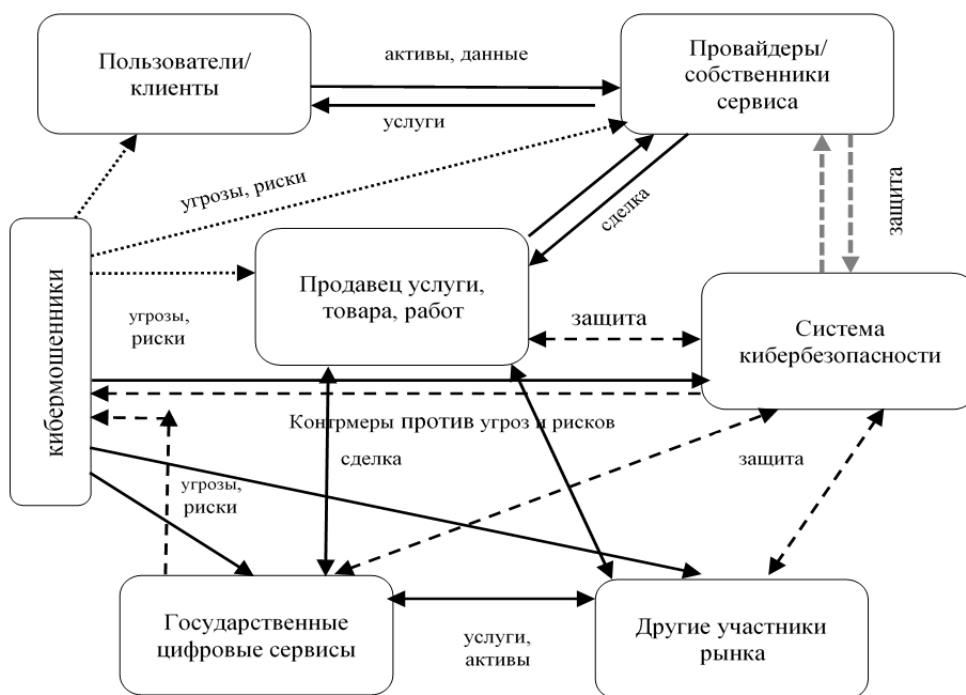 Пользователи/
клиенты
активы, данные
услуги
Провайдеры/
собственники
сервиса
угрозы, риски
сделка
защита
кибермошенники
Продавец услуги,
товара, работ
угрозы,
риски
защита
Система
кибербезопасности
Контрмеры против угроз и рисков
сделка
защита
угрозы,
риски
Государственные
цифровые сервисы
услуги,
активы
Другие участники
рынка